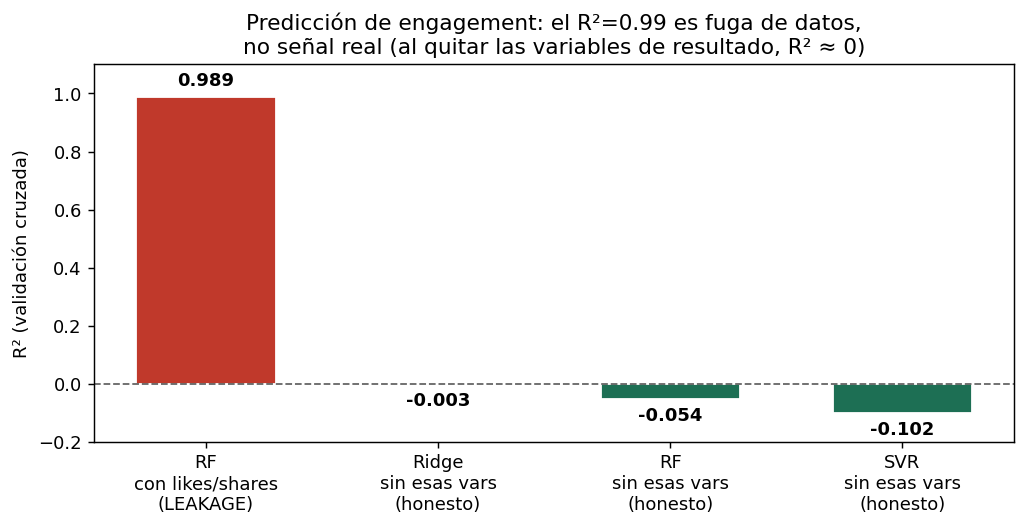 Predicción de engagement: el R²=0.99 es fuga de datos,
no señal real (al quitar las variables de resultado, R² ≈ 0)
R² (validación cruzada)
1.0
0.8
0.6
0.4
0.2
0.0
−0.2
0.989
-0.003
-0.054
-0.102
RF
con likes/shares
(LEAKAGE)
Ridge
sin esas vars
(honesto)
RF
sin esas vars
(honesto)
SVR
sin esas vars
(honesto)